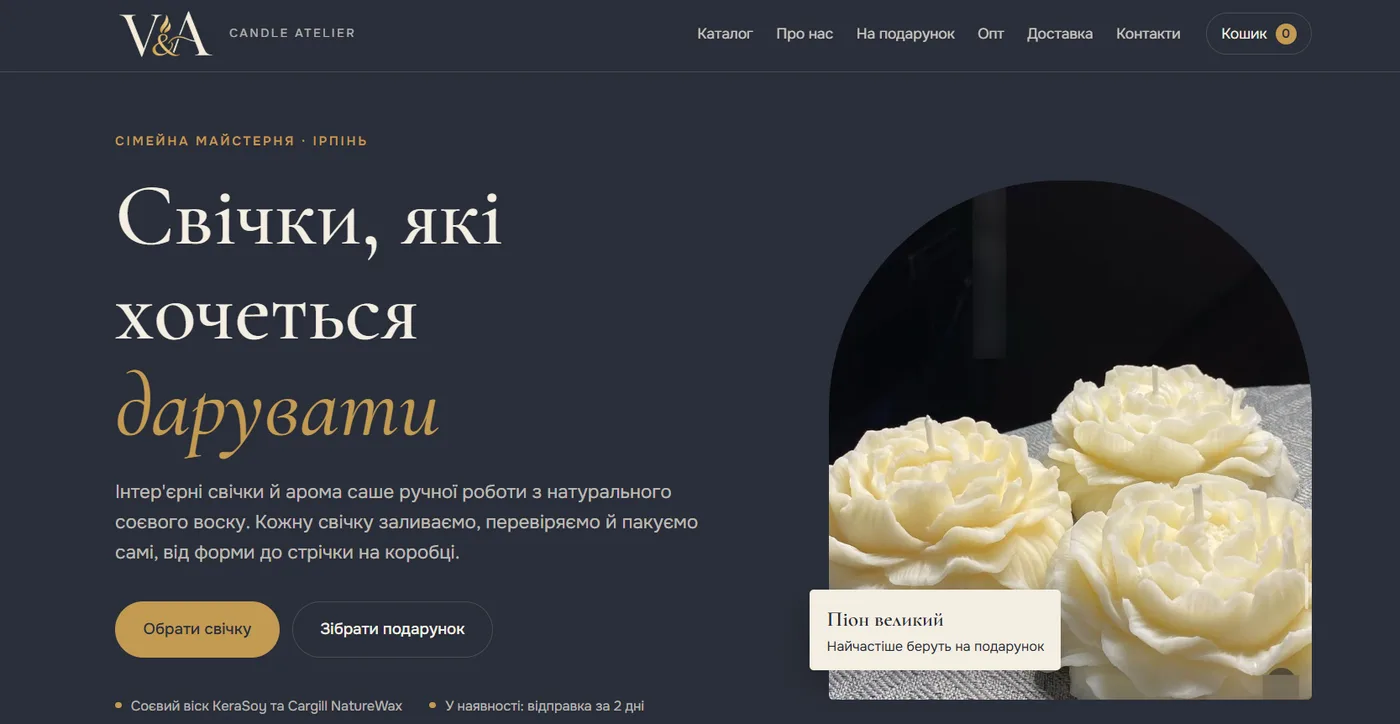 V&A
CANDLE ATELIER
Каталог
Про нас
На подарунок
Опт
Доставка
Контакти
Кошик 0
СІМЕЙНА МАЙСТЕРНЯ · ІРПІНЬ
Свічки, які
хочеться
дарувати
Інтер'єрні свічки й арома саше ручної роботи з натурального
соєвого воску. Кожну свічку заливаємо, перевіряємо й пакуємо
самі, від форми до стрічки на коробці.
Обрати свічку
Зібрати подарунок
Соєвий віск KeraSoy та Cargill NatureWax
У наявності: відправка за 2 дні
Піон великий
Найчастіше беруть на подарунок